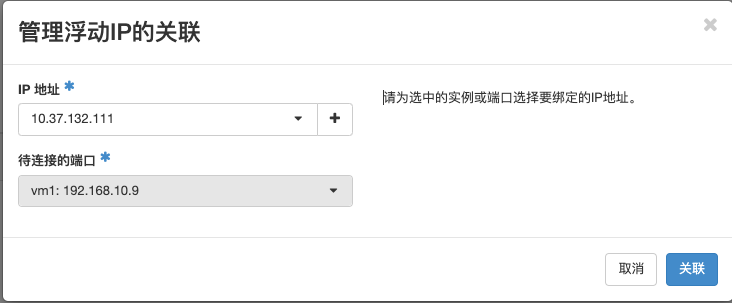 管理浮动IP的关联
×
IP 地址 *
请为选中的实例或端口选择要绑定的IP地址。
10.37.132.111
+
待连接的端口 *
vm1: 192.168.10.9
取消
关联